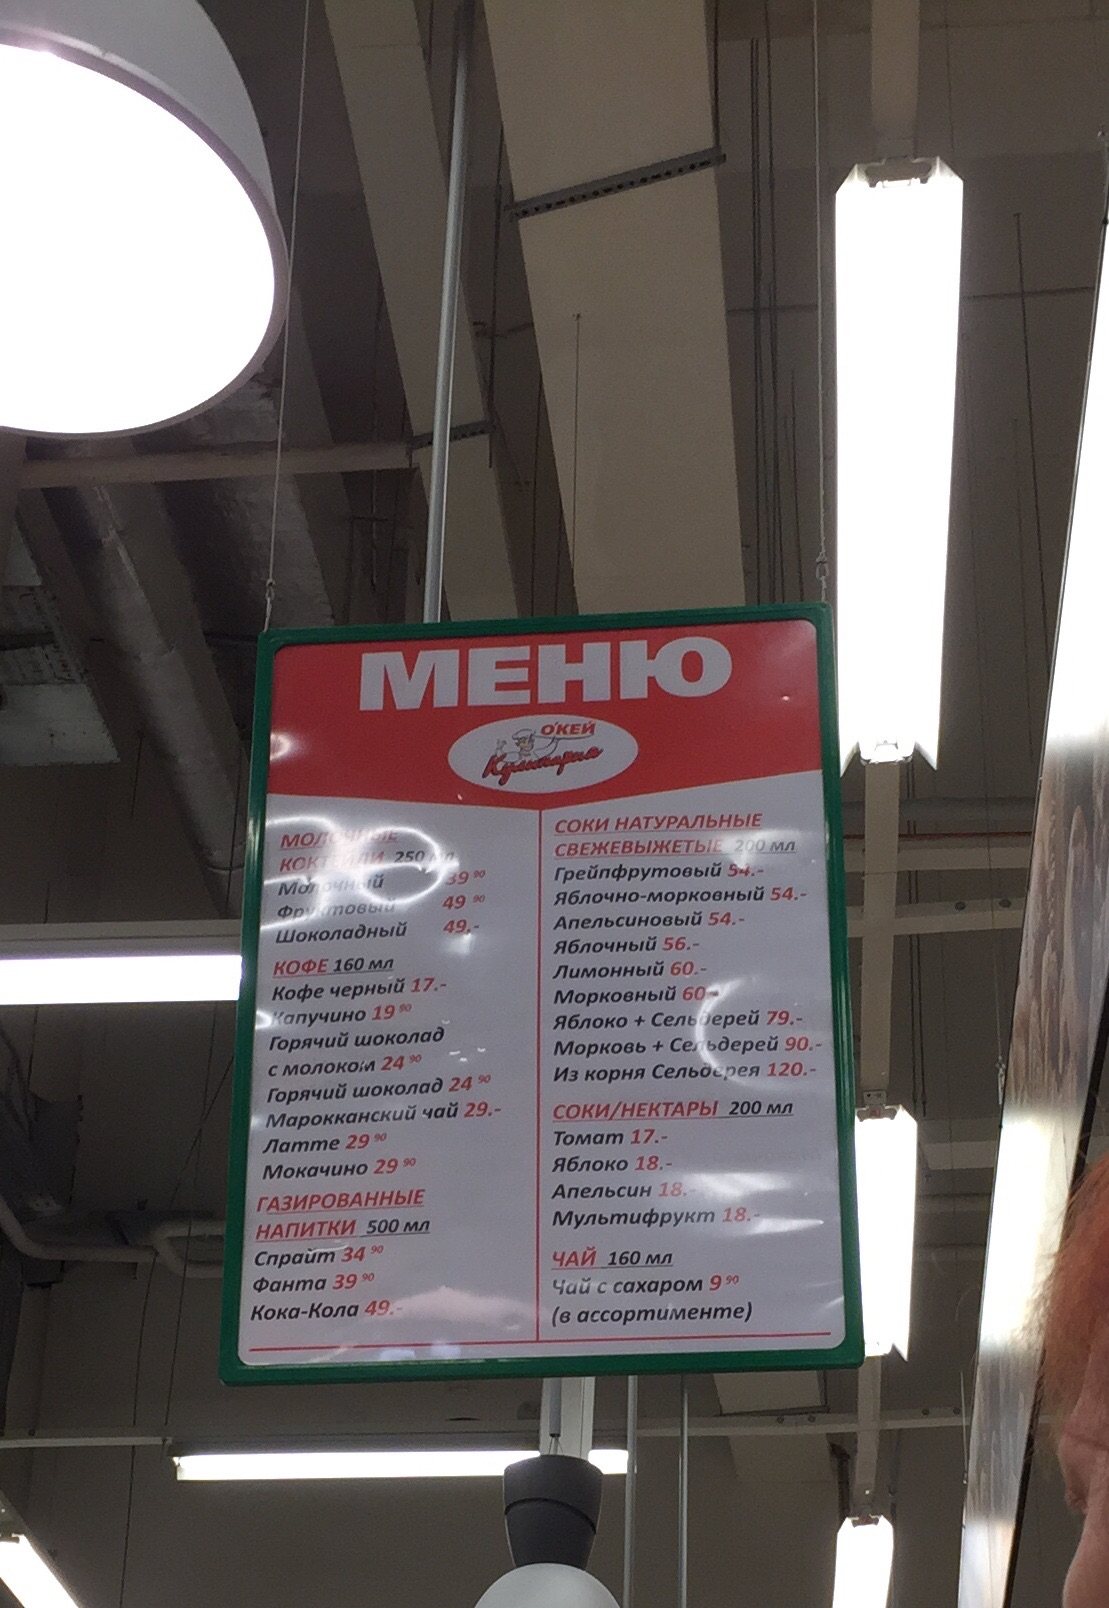 МЕНЮ
О'КЕЙ
Кулинария
МОЛОЧНЫЕ
КОКТЕЙЛИ 250 мл
Молочный 39 90
Фруктовый 49 90
Шоколадный 49.-
КОФЕ 160 мл
Кофе черный 17.-
Капучино 19 90
Горячий шоколад
с молоком 24 90
Горячий шоколад 24 90
Марокканский чай 29.-
Латте 29 90
Мокачино 29 90
ГАЗИРОВАННЫЕ
НАПИТКИ 500 мл
Спрайт 34 90
Фанта 39 90
Кока-Кола 49.-
СОКИ НАТУРАЛЬНЫЕ
СВЕЖЕВЫЖЕТЫЕ 200 мл
Грейпфрутовый 54.-
Яблочно-морковный 54.-
Апельсиновый 54.-
Яблочный 56.-
Лимонный 60.-
Морковный 60.-
Яблоко + Сельдерей 79.-
Морковь + Сельдерей 90.-
Из корня Сельдерея 120.-
СОКИ/НЕКТАРЫ 200 мл
Томат 17.-
Яблоко 18.-
Апельсин 18.-
Мультифрукт 18.-
ЧАЙ 160 мл
Чай с сахаром 9 90
(в ассортименте)